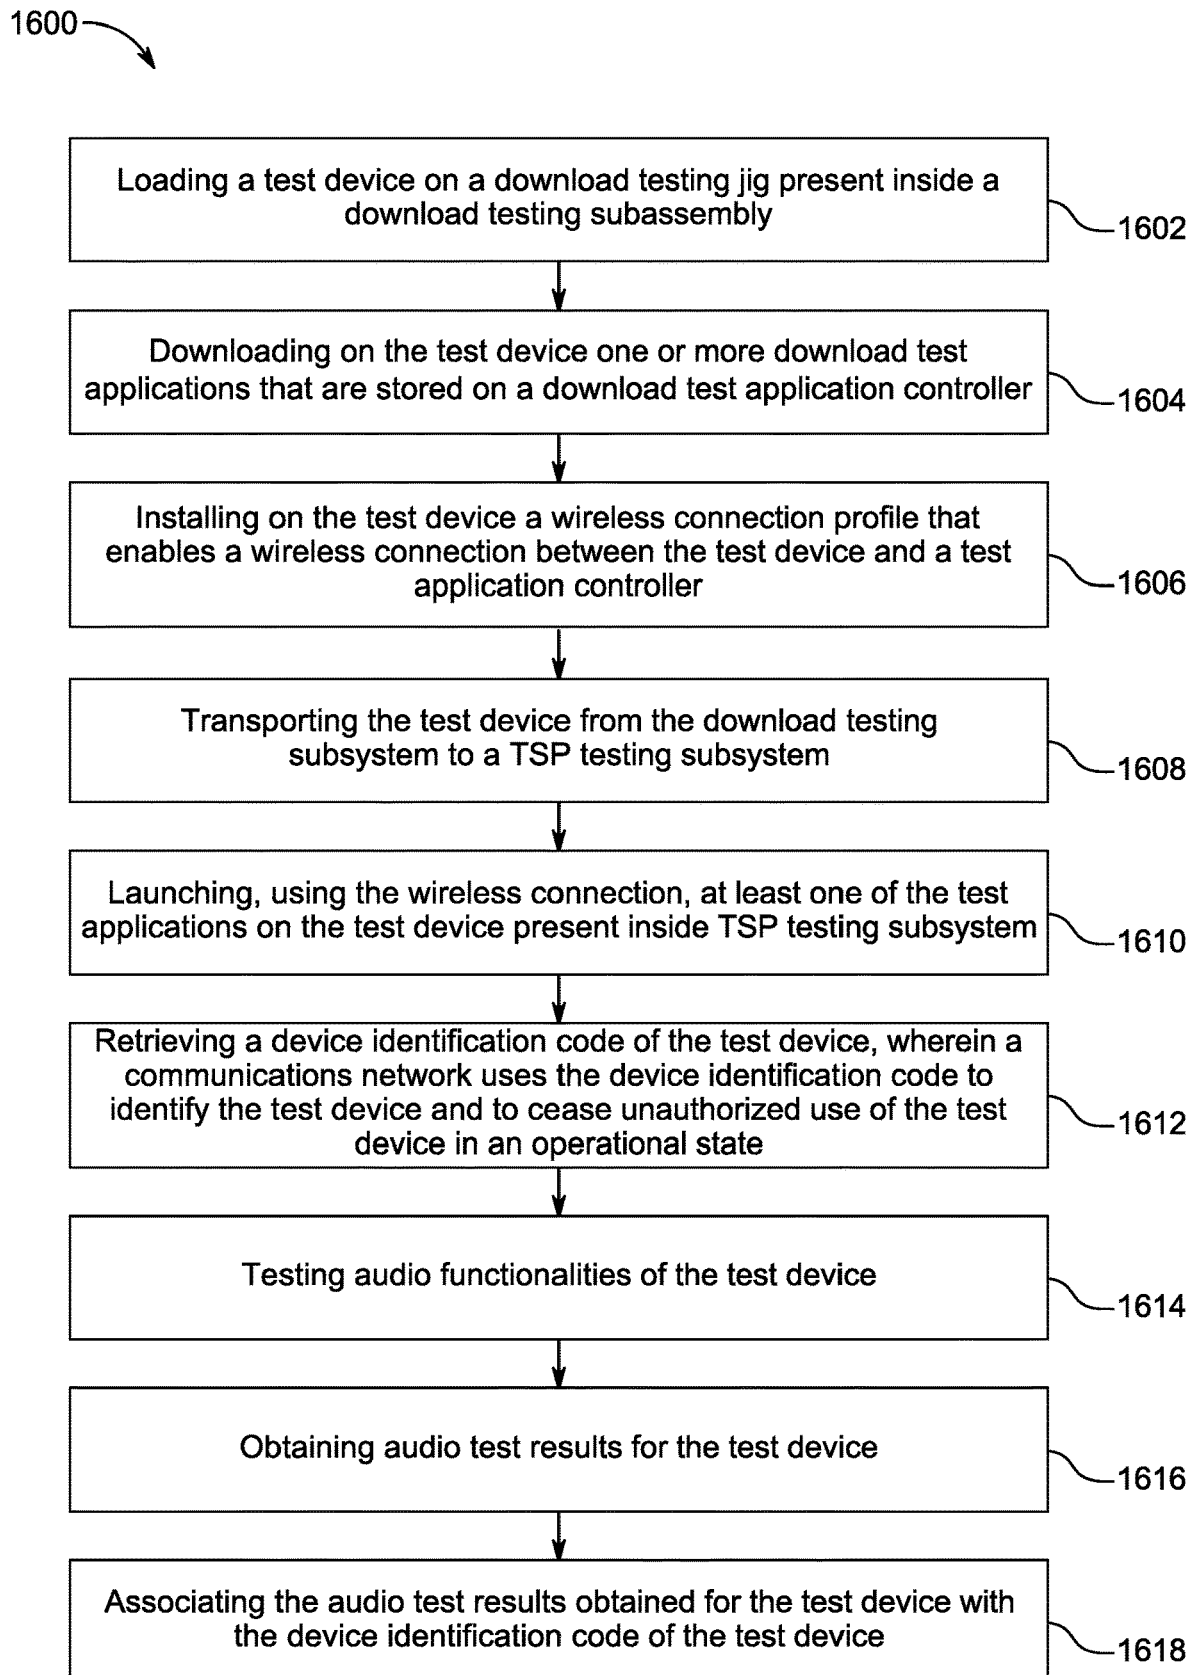 1600
Loading a test device on a download testing jig present inside a
download testing subassembly
1602
Downloading on the test device one or more download test
applications that are stored on a download test application controller
1604
Installing on the test device a wireless connection profile that
enables a wireless connection between the test device and a test
application controller
1606
Transporting the test device from the download testing
subsystem to a TSP testing subsystem
1608
Launching, using the wireless connection, at least one of the test
applications on the test device present inside TSP testing subsystem
1610
Retrieving a device identification code of the test device, wherein a
communications network uses the device identification code to
identify the test device and to cease unauthorized use of the test
device in an operational state
1612
Testing audio functionalities of the test device
1614
Obtaining audio test results for the test device
1616
Associating the audio test results obtained for the test device with
the device identification code of the test device
1618